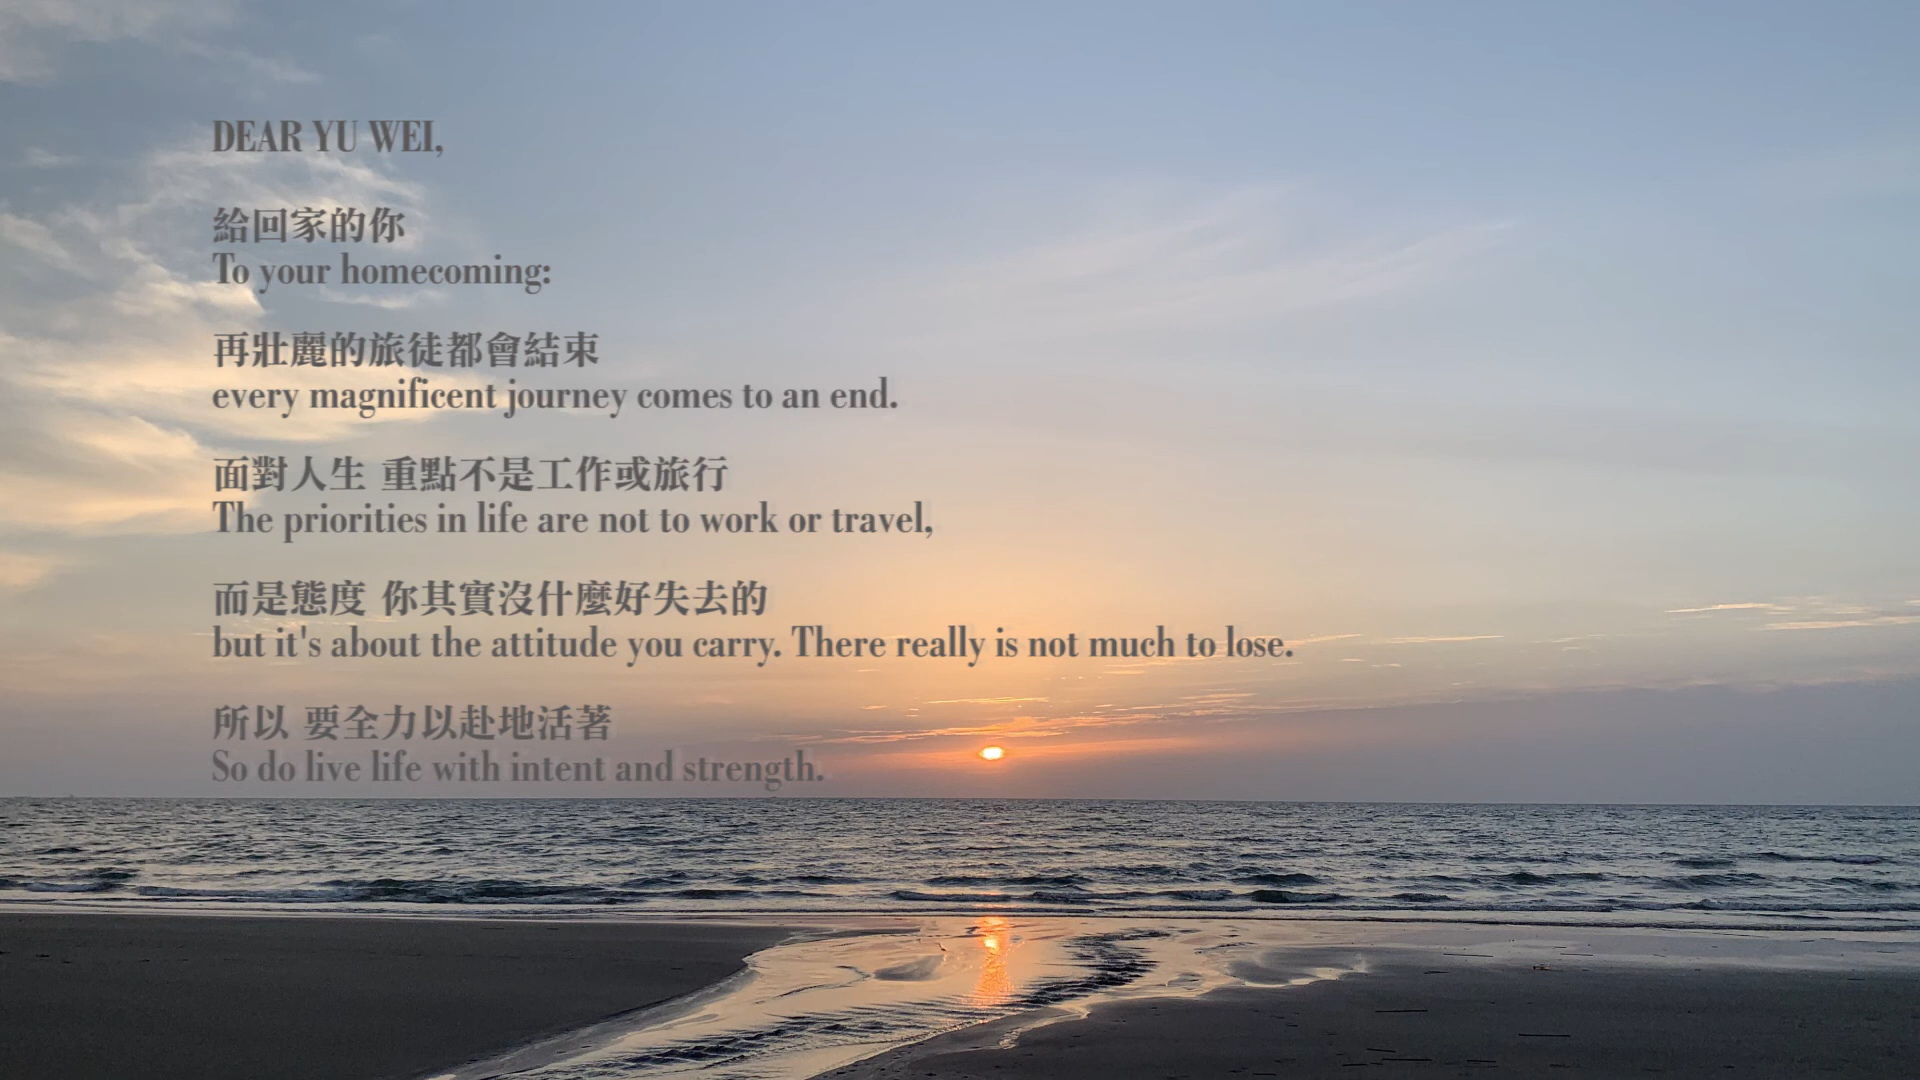 DEAR YU WEI,
給回家的你
To your homecoming:
再壯麗的旅徒都會結束
every magnificent journey comes to an end.
面對人生 重點不是工作或旅行
The priorities in life are not to work or travel,
而是態度 你其實沒什麼好失去的
but it's about the attitude you carry. There really is not much to lose.
所以 要全力以赴地活著
So do live life with intent and strength.